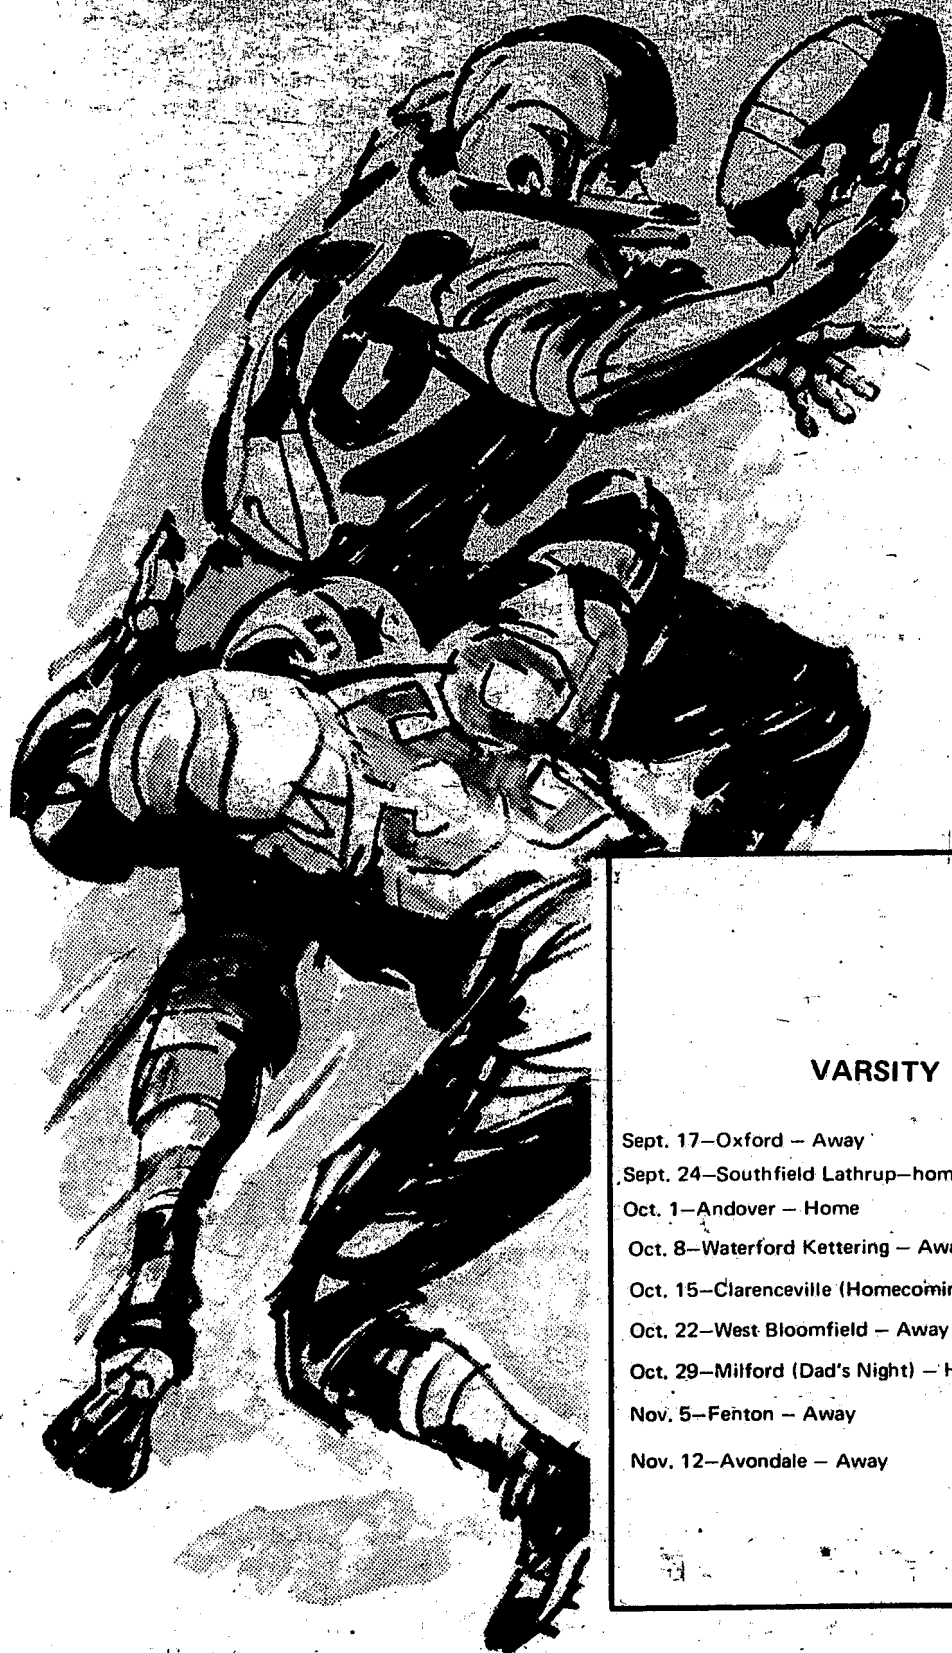 VARSITY
Sept. 17—Oxford — Away
Sept. 24—Southfield Lathrup—hom
Oct. 1—Andover — Home
Oct. 8—Waterford Kettering — Awa
Oct. 15—Clarenceville (Homecomin
Oct. 22—West Bloomfield — Away
Oct. 29—Milford (Dad's Night) — H
Nov. 5—Fenton — Away
Nov. 12—Avondale — Away